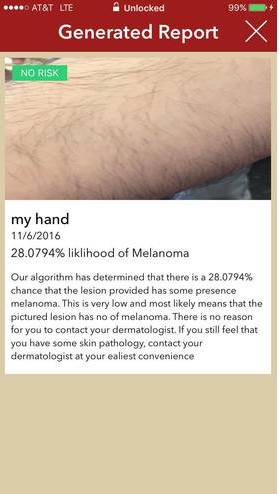 AT&T LTE Unlocked 99%
Generated Report
NO RISK
my hand
11/6/2016
28.0794% liklihood of Melanoma
Our algorithm has determined that there is a 28.0794%
chance that the lesion provided has some presence
melanoma. This is very low and most likely means that the
pictured lesion has no of melanoma. There is no reason
for you to contact your dermatologist. If you still feel that
you have some skin pathology, contact your
dermatologist at your ealiest convenience